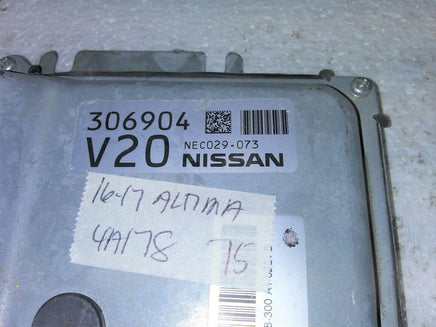 306904
NEC029-073
V20 NISSAN
16-17 ALTIMA
4A178 75